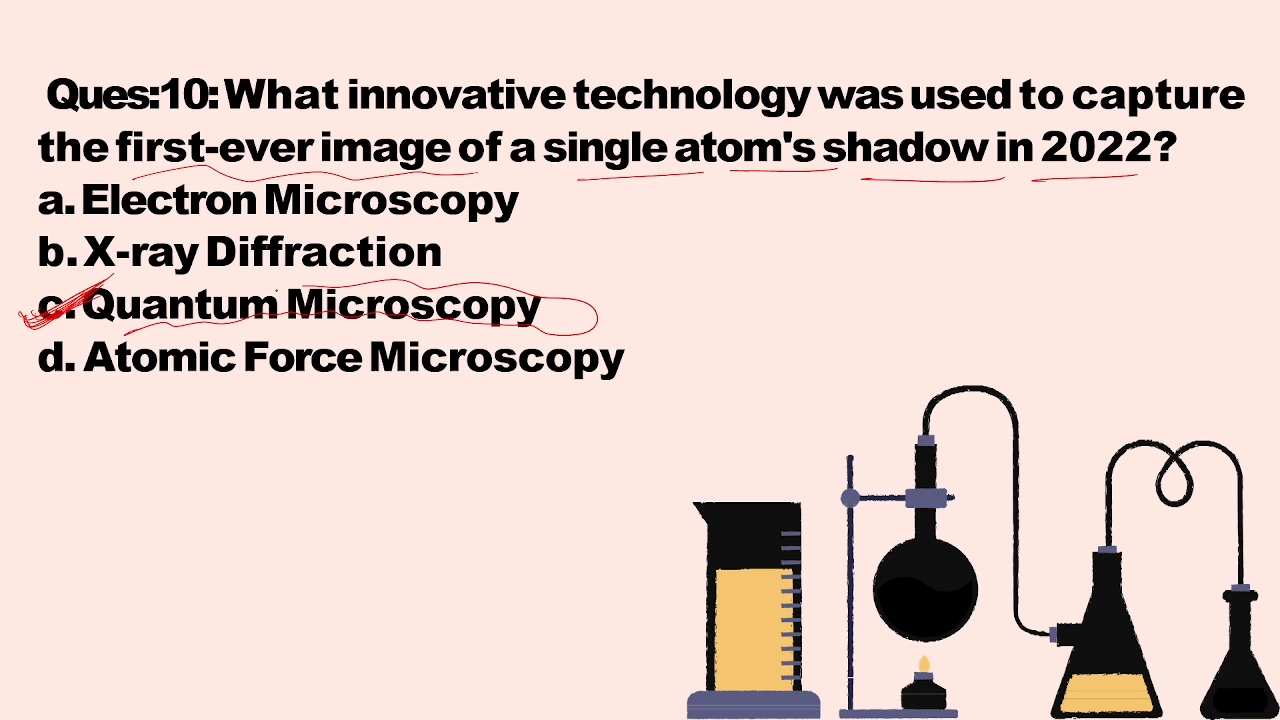 Ques:10: What innovative technology was used to capture
the first-ever image of a single atom's shadow in 2022?
a. Electron Microscopy
b. X-ray Diffraction
c. Quantum Microscopy
d. Atomic Force Microscopy